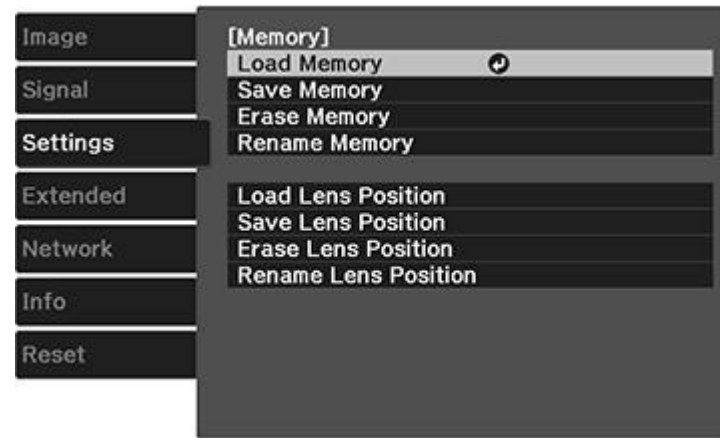 Image
Signal
Settings
Extended
Network
Info
Reset
[Memory]
Load Memory
Save Memory
Erase Memory
Rename Memory
Load Lens Position
Save Lens Position
Erase Lens Position
Rename Lens Position